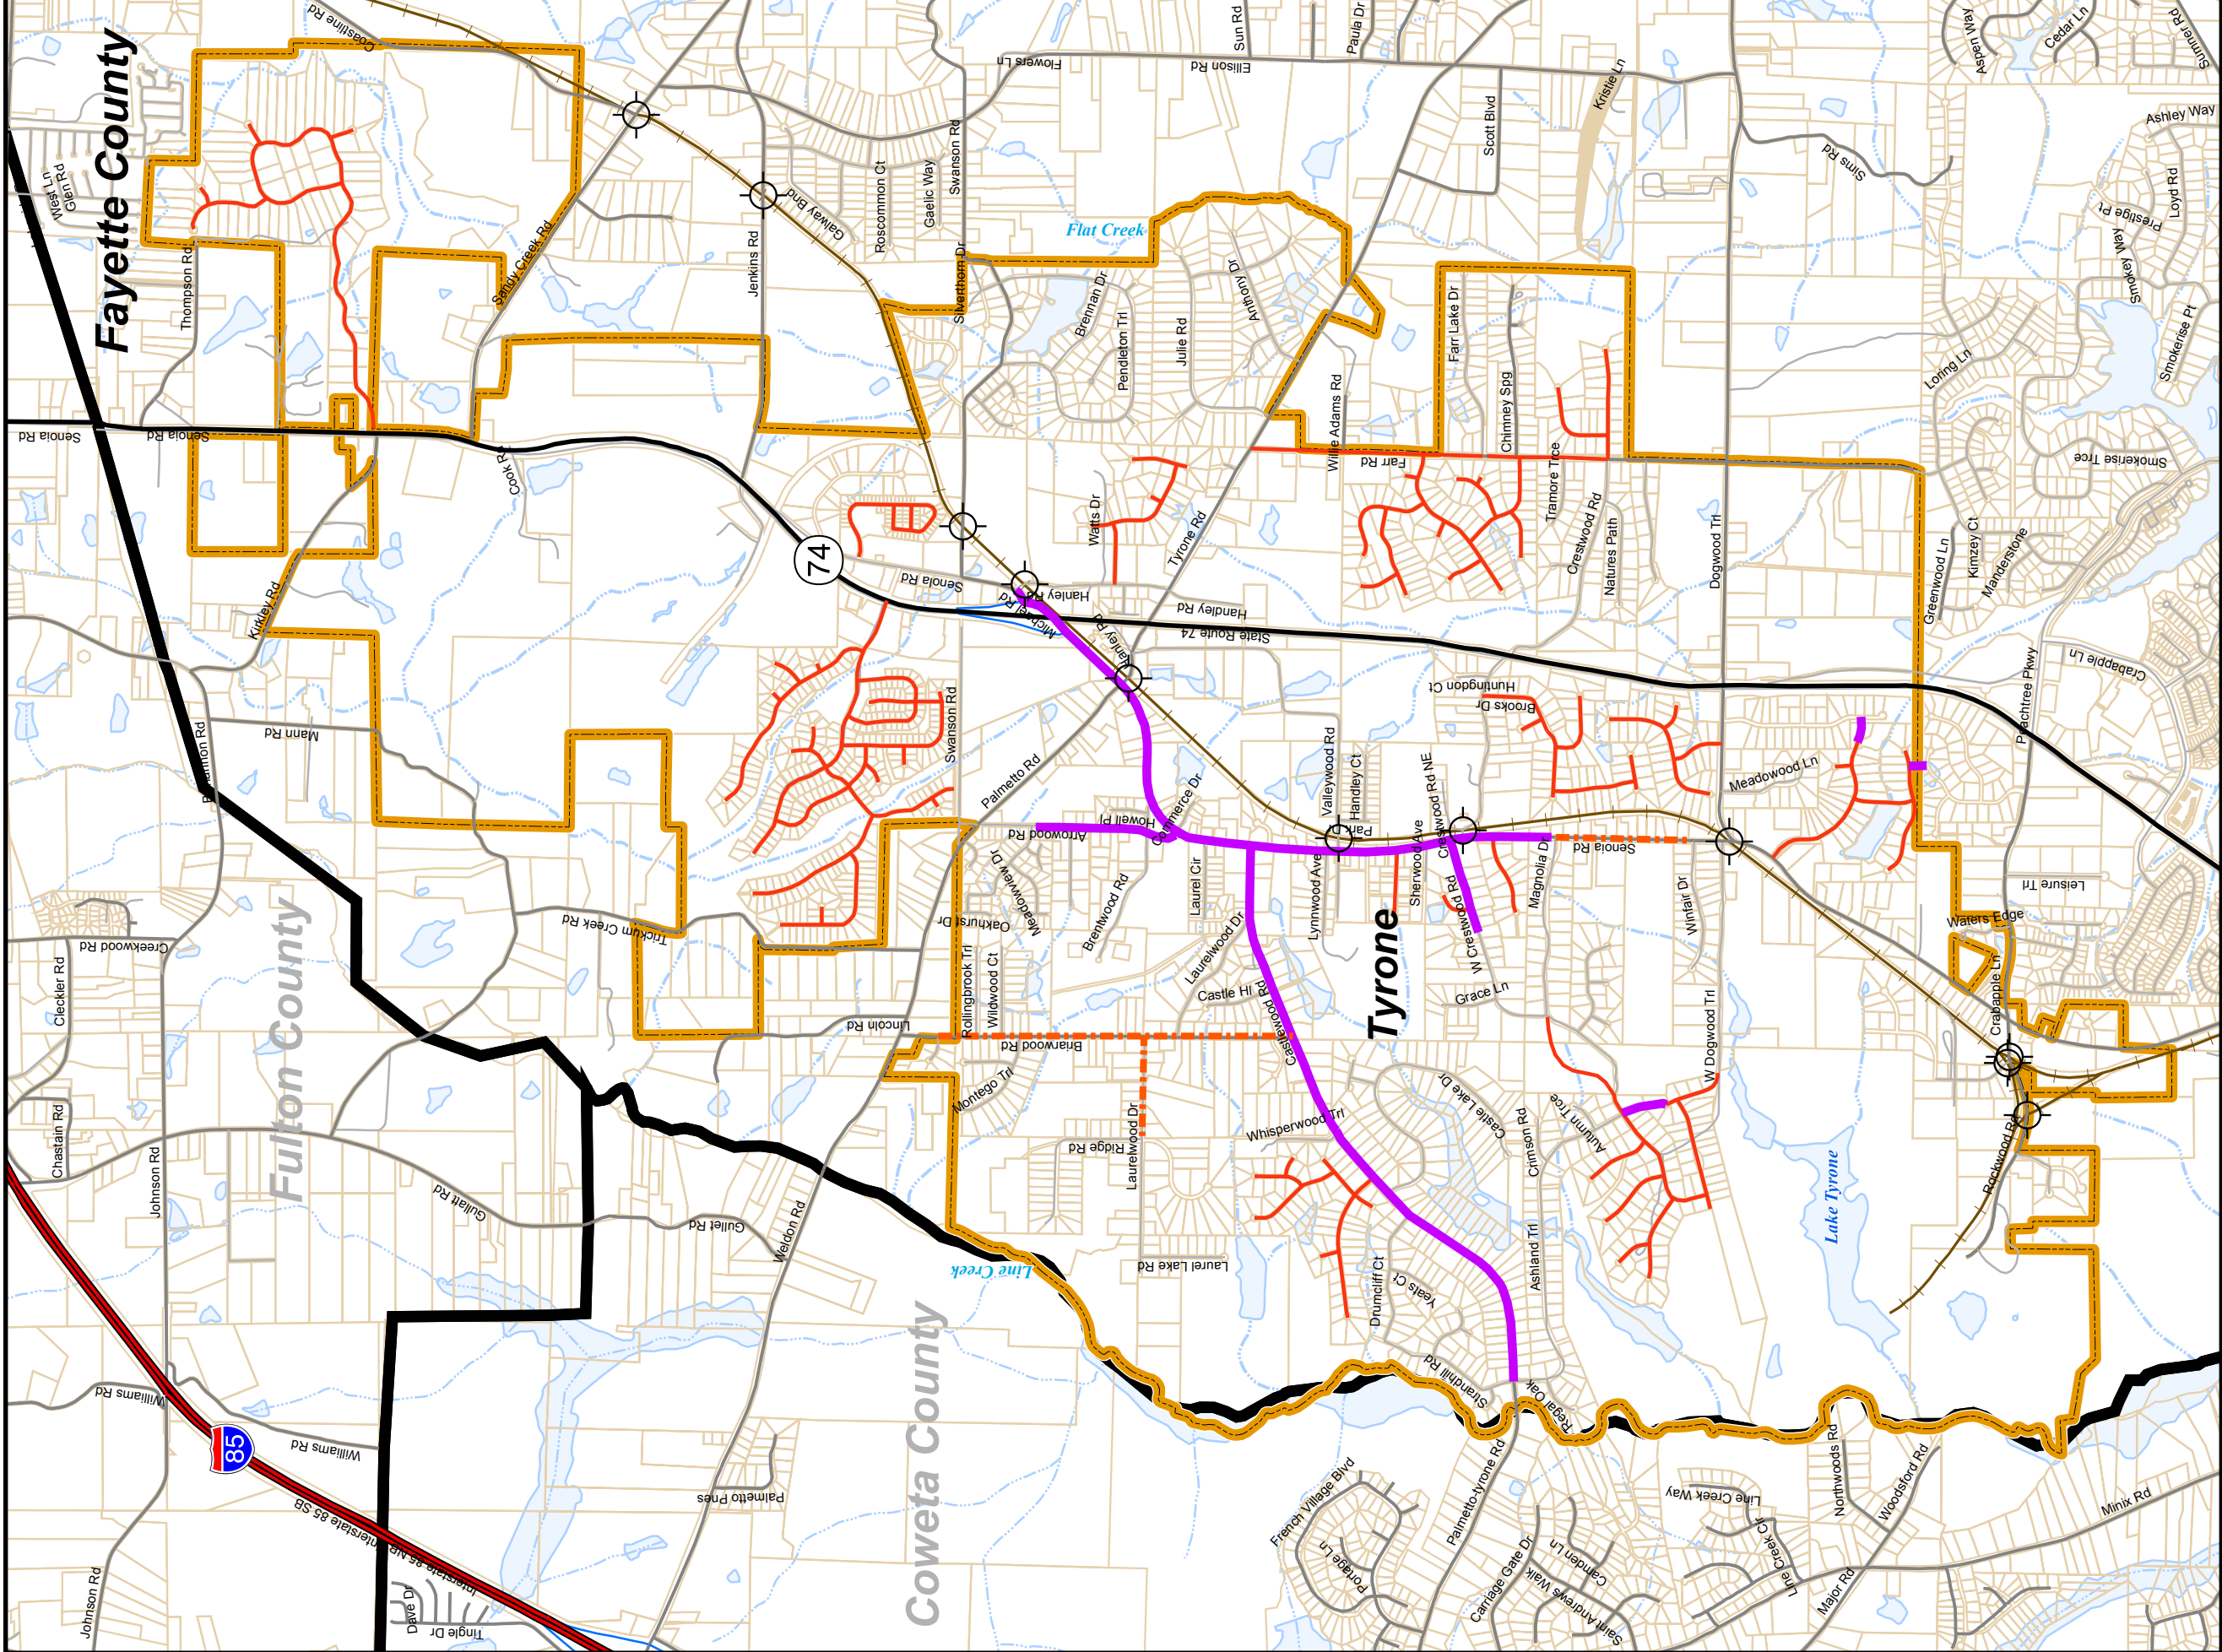 Fayette County
Coastline Rd
West Ln
Glen Rd
Thompson Rd
Sandy Creek Rd
Senoia Rd
Senoia Rd
Cook Rd
Kirkley Rd
Jenkins Rd
Galway Bnd
Roscommon Ct
Gaelic Way
Swanson Rd
Silverthorn Dr
Flowers Ln
Ellison Rd
Sun Rd
Paula Dr
Scott Blvd
Kristie Ln
Sims Rd
Aspen Way
Cedar Ln
Sumner Rd
Ashley Way
Loyd Rd
Prestige Pt
Smokey Way
Smokerise Pt
Smokerise Trce
Loring Ln
Flat Creek
Brennan Dr
Pendleton Trl
Julie Rd
Anthony Dr
Farr Lake Dr
Chimney Spg
Willie Adams Rd
Farr Rd
Tramore Trce
Crestwood Rd
Natures Path
Dogwood Trl
Greenwood Ln
Kimzey Ct
Manderstone
Peachtree Pkwy
Crabapple Ln
74
Senoia Rd
Watts Dr
Tyrone Rd
Hanley Rd
Handley Rd
State Route 74
Hanley Rd
Swanson Rd
Palmetto Rd
Mann Rd
Trickum Creek Rd
Creekwood Rd
Cleckler Rd
Chastain Rd
Johnson Rd
Fulton County
Gullatt Rd
Gullet Rd
Weldon Rd
Lincoln Rd
Rollingbrook Trl
Wildwood Ct
Oakhurst Dr
Meadowview Dr
Arrowood Rd
Howell Pl
Commerce Dr
Brentwood Rd
Laurel Cir
Laurelwood Dr
Castle Hl
Castlewood Rd
Briarwood Rd
Montego Trl
Ridge Rd
Laurelwood Dr
Laurel Lake Rd
Whisperwood Trl
Line Creek
Valleywood Rd
Handley Ct
Park Dr
Lynnwood Ave
Sherwood Ave
Crestwood Rd NE
W Crestwood Rd
Huntingdon Ct
Brooks Dr
Magnolia Dr
Senoia Rd
Meadowood Ln
Winfair Dr
W Dogwood Trl
Grace Ln
Tyrone
Castle Lake Dr
Crimson Rd
Autumn Trce
Ashland Trl
Drumcliff Ct
Yeats Ct
Strandhill Rd
Regal Oak
Lake Tyrone
Leisure Trl
Waters Edge
Crabapple Ln
Rockwood Rd
Coweta County
Williams Rd
Williams Rd
85
Interstate 85 SB
Interstate 85 NB
Johnson Rd
Dave Dr
Tingle Dr
Palmetto Pnes
French Village Blvd
Portage Ln
Palmetto-tyrone Rd
Carriage Gate Dr
Camden Ln
Saint Andrews Walk
Line Creek Way
Line Creek Cir
Northwoods Rd
Woodsford Rd
Major Rd
Minix Rd